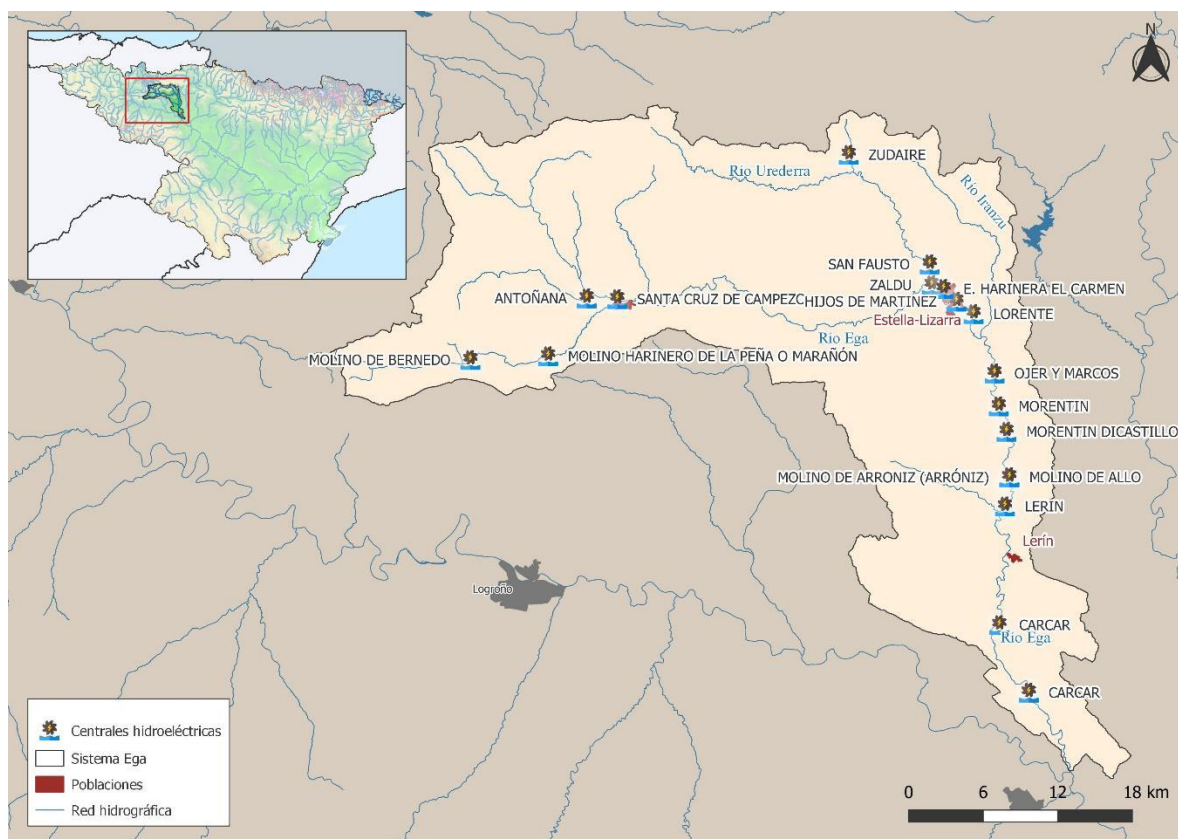 N
ZUDAIRE
Río Urederra
Río Iranzu
SAN FAUSTO
ZALDU
E. HARINERA EL CARMEN
ANTOÑANA
SANTA CRUZ DE CAMPEZC
HIJOS DE MARTINEZ
LORENTE
Estella-Lizarra
Río Ega
MOLINO DE BERNEDO
MOLINO HARINERO DE LA PEÑA O MARAÑÓN
OJER Y MARCOS
MORENTIN
MORENTIN DICASTILLO
MOLINO DE ARRONIZ (ARRÓNIZ)
MOLINO DE ALLO
LERIN
Lerín
Logroño
CARCAR
Río Ega
CARCAR
Centrales hidroeléctricas
Sistema Ega
Poblaciones
Red hidrográfica
0 6 12 18 km